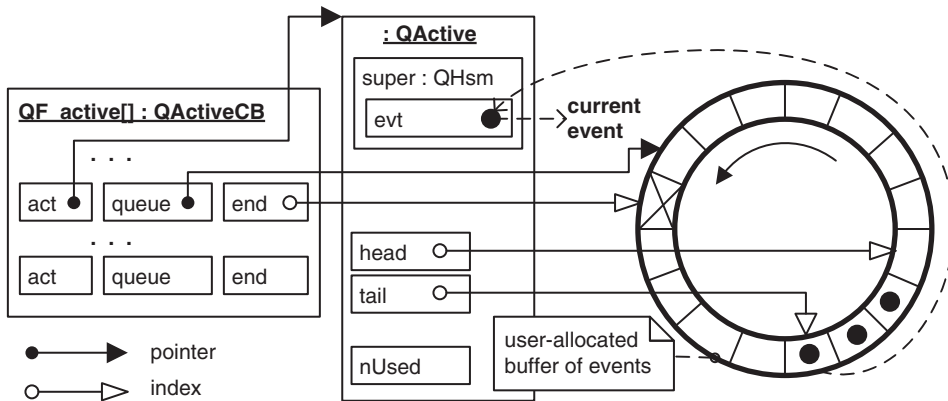 QF_active[] : QActiveCB
. . .
act
queue
end
. . .
act
queue
end
pointer
index
: QActive
super : QHsm
evt
head
tail
nUsed
current
event
user-allocated
buffer of events